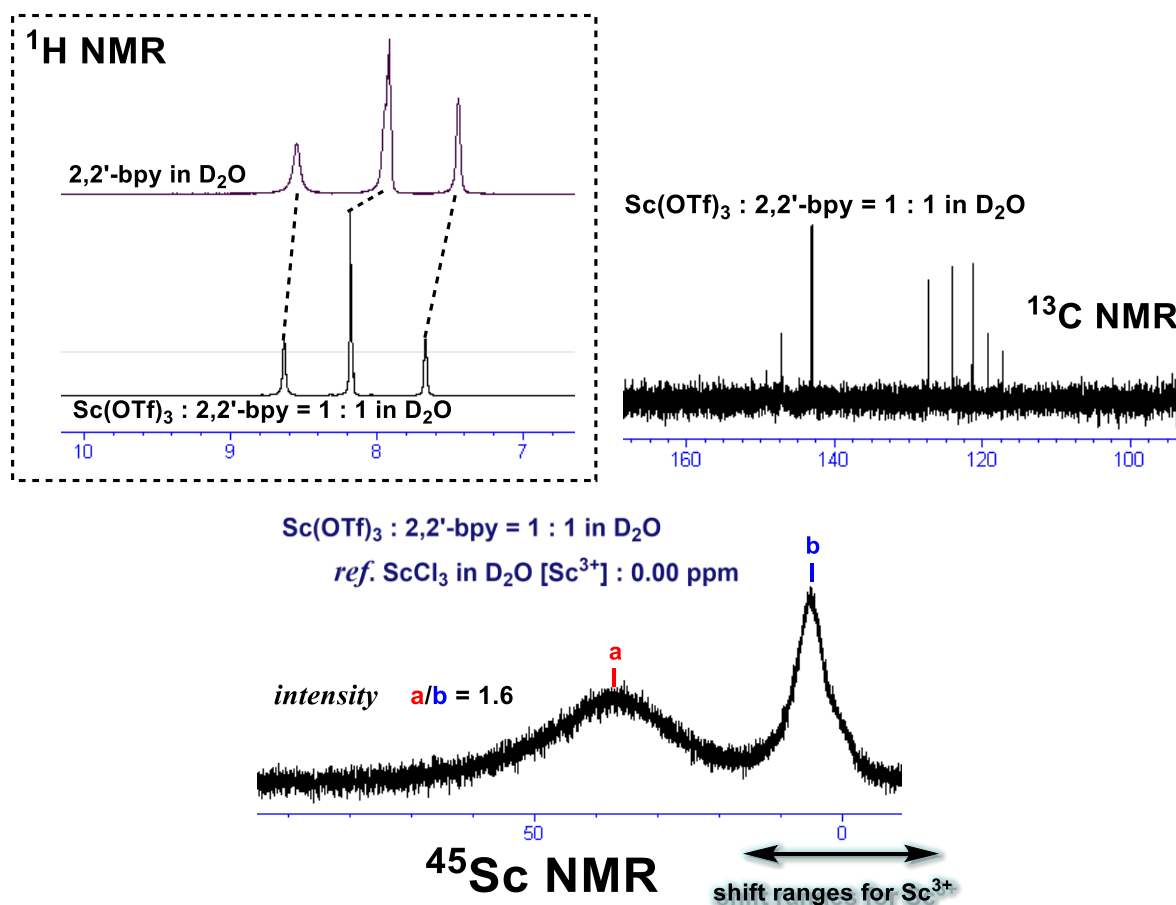 ¹H NMR
2,2'-bpy in D₂O
Sc(OTf)₃ : 2,2'-bpy = 1 : 1 in D₂O
10 9 8 7
Sc(OTf)₃ : 2,2'-bpy = 1 : 1 in D₂O
¹³C NMR
160 140 120 100
Sc(OTf)₃ : 2,2'-bpy = 1 : 1 in D₂O
ref. ScCl₃ in D₂O [Sc³⁺] : 0.00 ppm
b
a
intensity a/b = 1.6
50 0
⁴⁵Sc NMR
shift ranges for Sc³⁺